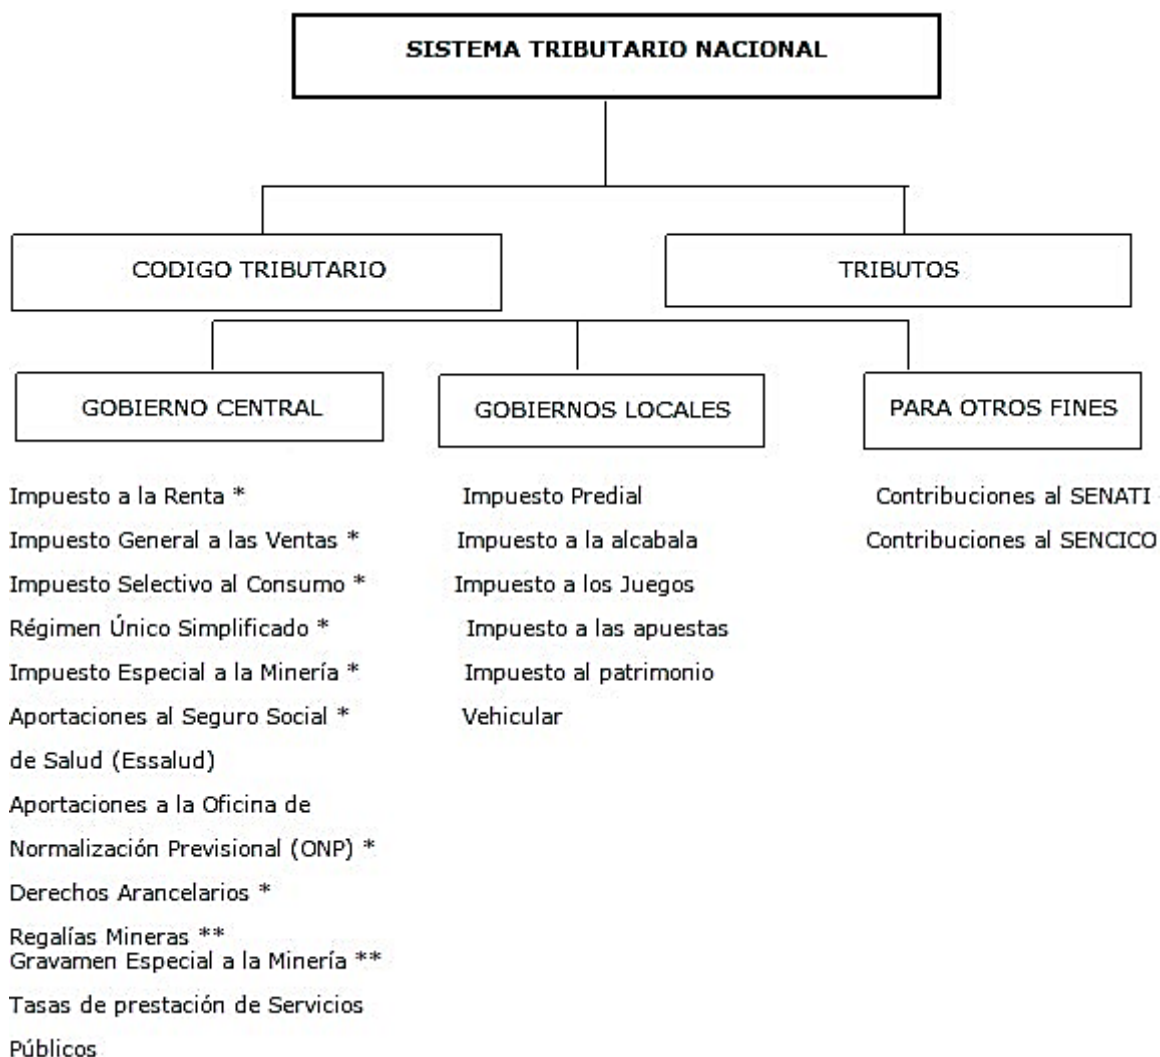 SISTEMA TRIBUTARIO NACIONAL
CODIGO TRIBUTARIO
TRIBUTOS
GOBIERNO CENTRAL
GOBIERNOS LOCALES
PARA OTROS FINES
Impuesto a la Renta *
Impuesto General a las Ventas *
Impuesto Selectivo al Consumo *
Régimen Único Simplificado *
Impuesto Especial a la Minería *
Aportaciones al Seguro Social *
de Salud (Essalud)
Aportaciones a la Oficina de
Normalización Previsional (ONP) *
Derechos Arancelarios *
Regalías Mineras **
Gravamen Especial a la Minería **
Tasas de prestación de Servicios
Públicos
Impuesto Predial
Impuesto a la alcabala
Impuesto a los Juegos
Impuesto a las apuestas
Impuesto al patrimonio
Vehicular
Contribuciones al SENATI
Contribuciones al SENCICO